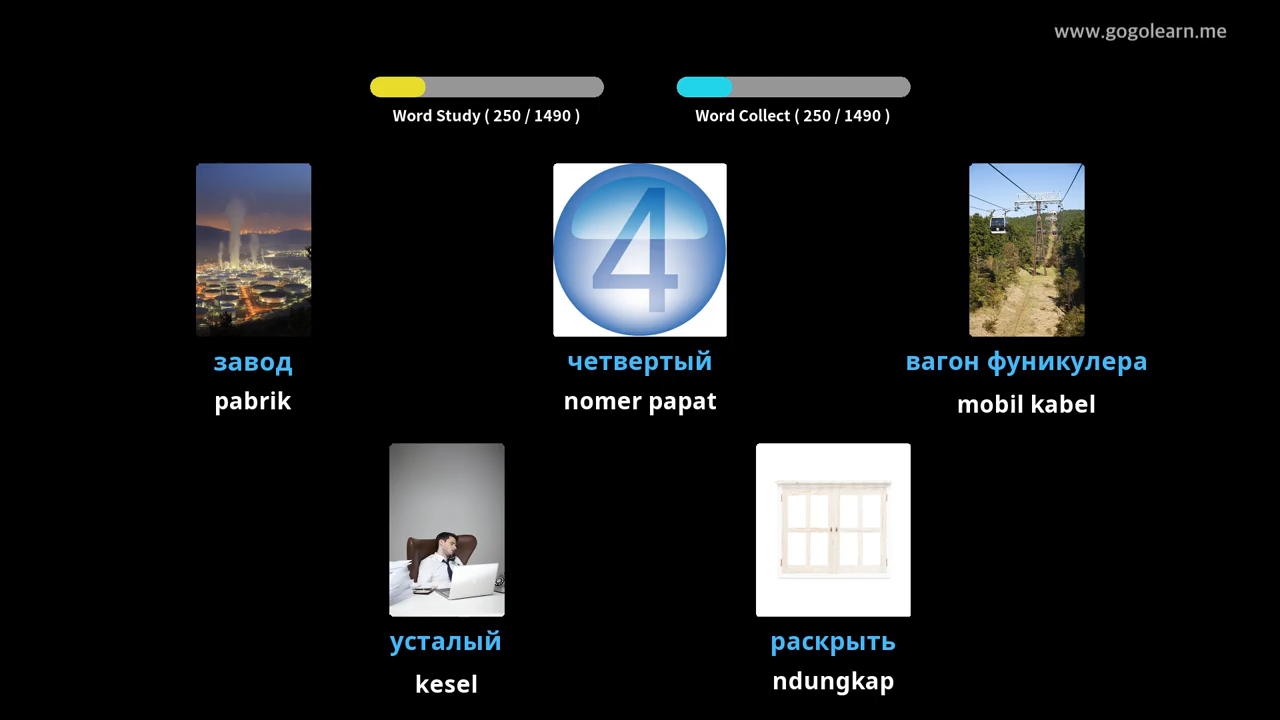 www.gogolearn.me
Word Study ( 250 / 1490 )
Word Collect ( 250 / 1490 )
4
завод
pabrik
четвертый
nomer papat
вагон фуникулера
mobil kabel
усталый
kesel
раскрыть
ndungkap